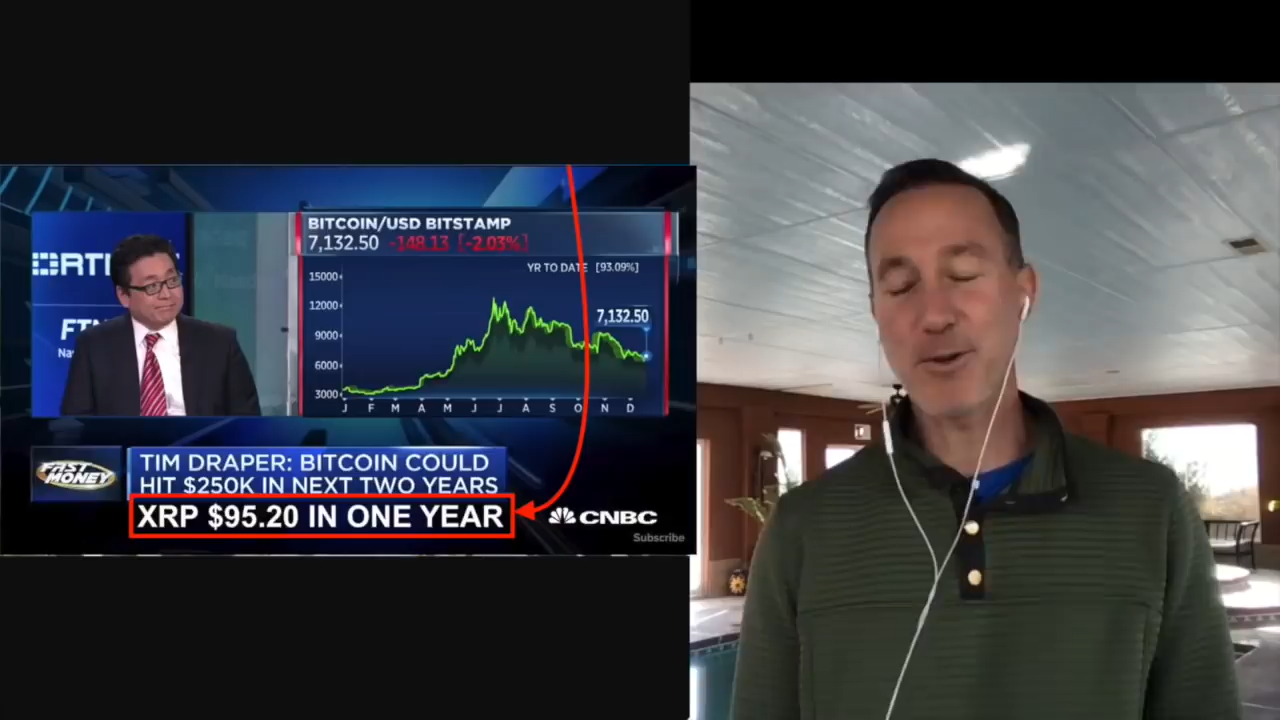 BITCOIN/USD BITSTAMP
7,132.50 -148.13 [-2.03%]
YR TO DATE [93.09%]
15000
12000
9000
6000
3000
7,132.50
J F M A M J J A S O N D
FTN
FAST
MONEY
TIM DRAPER: BITCOIN COULD
HIT $250K IN NEXT TWO YEARS
XRP $95.20 IN ONE YEAR
CNBC
Subscribe